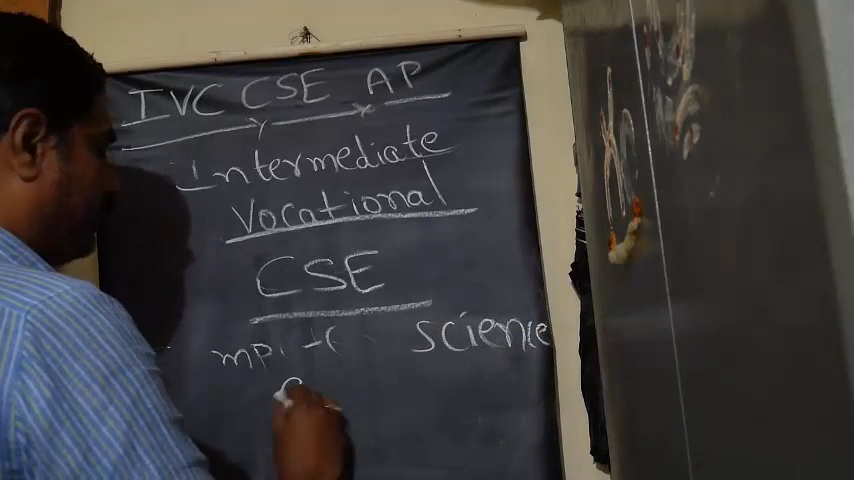 IVC CSE AP
Intermediate
Vocational
CSE
Science